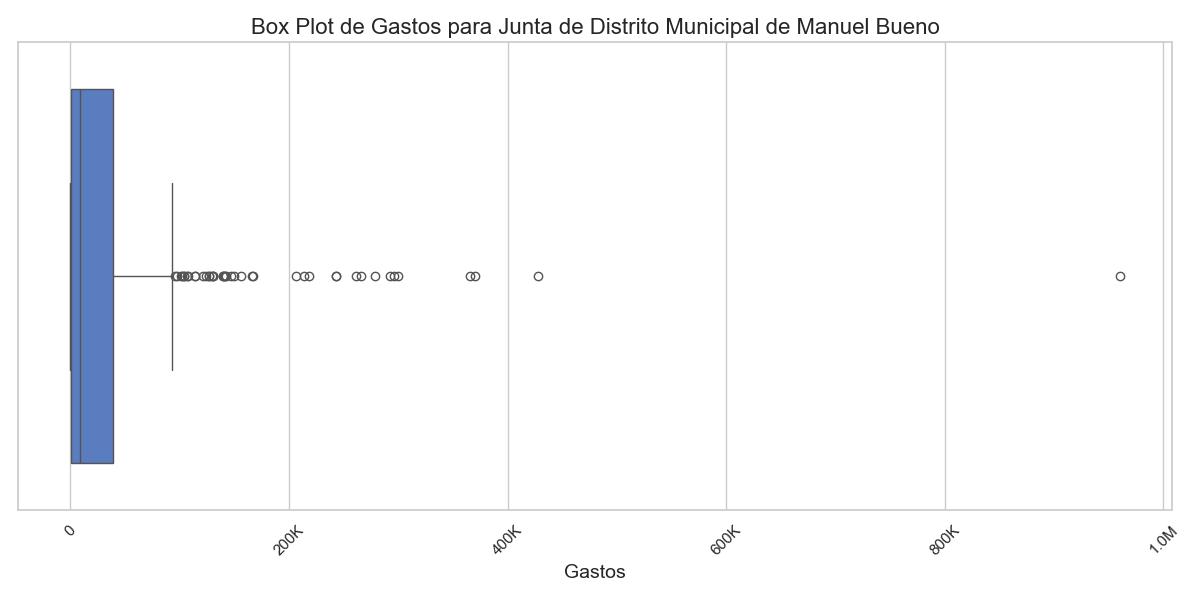 Box Plot de Gastos para Junta de Distrito Municipal de Manuel Bueno
0
200K
400K
600K
800K
1.0M
Gastos